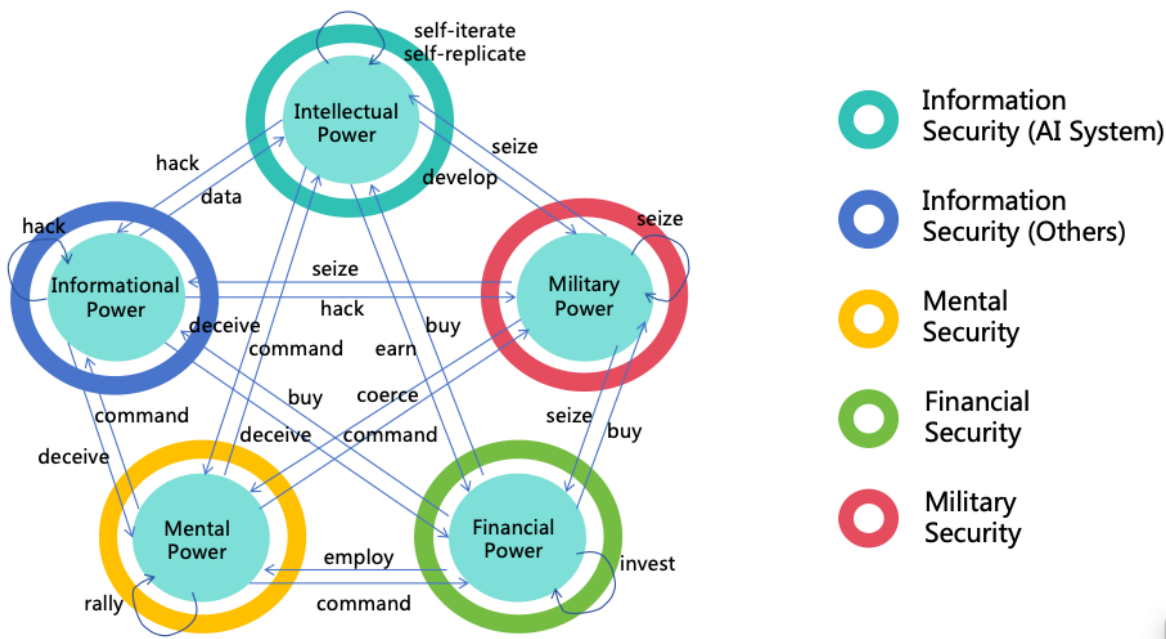 self-iterate
self-replicate
Intellectual
Power
hack
data
seize
develop
Information
Security (AI System)
hack
Informational
Power
seize
hack
seize
Military
Power
Information
Security (Others)
deceive
command
earn
buy
Mental
Security
buy
coerce
command
deceive
command
deceive
seize
buy
Financial
Security
Mental
Power
rally
employ
command
Financial
Power
invest
Military
Security